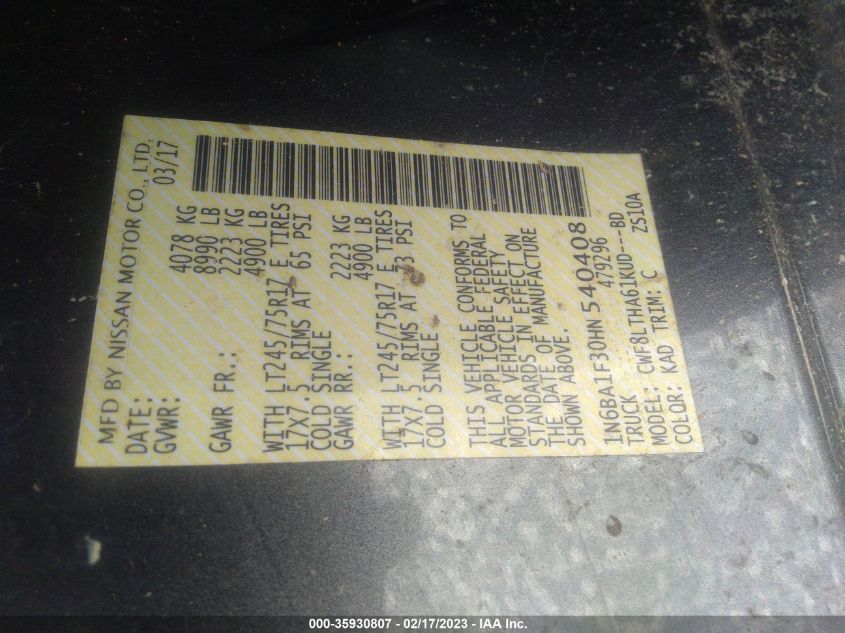 MFD BY NISSAN MOTOR CO., LTD.
DATE: 03/17
GVWR: 4078 KG
8990 LB
GAWR FR.: 2223 KG
4900 LB
WITH LT245/75R17 E TIRES
17X7.5 RIMS AT 65 PSI
COLD SINGLE
GAWR RR.: 2223 KG
4900 LB
WITH LT245/75R17 E TIRES
17X7.5 RIMS AT 73 PSI
COLD SINGLE
THIS VEHICLE CONFORMS TO
ALL APPLICABLE FEDERAL
MOTOR VEHICLE SAFETY
STANDARDS IN EFFECT ON
THE DATE OF MANUFACTURE
SHOWN ABOVE.
1N6BA1F30HN540408
TRUCK 479296
MODEL: CWF8LTHA61KUD---BD
COLOR: KAD TRIM: C ZS10A
000-35930807 - 02/17/2023 - IAA Inc.